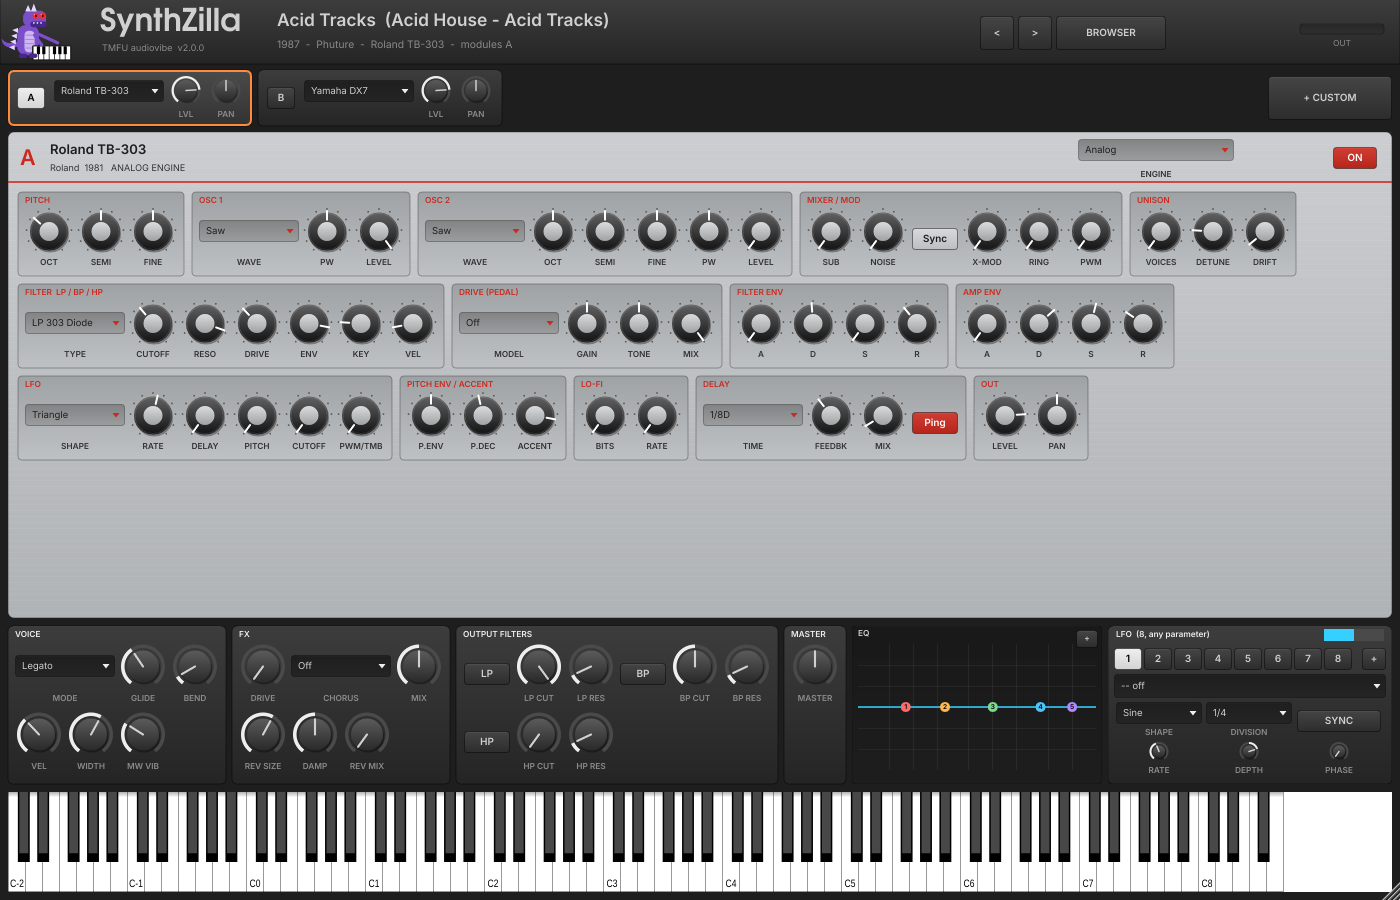 SynthZilla
TMFU audiovibe v2.0.0
Acid Tracks (Acid House - Acid Tracks)
1987 - Phuture - Roland TB-303 - modules A
< > BROWSER
OUT
A Roland TB-303 LVL PAN
B Yamaha DX7 LVL PAN
+ CUSTOM
A Roland TB-303
Roland 1981 ANALOG ENGINE
Analog
ENGINE
ON
PITCH
OCT SEMI FINE
OSC 1
Saw
WAVE PW LEVEL
OSC 2
Saw
WAVE OCT SEMI FINE PW LEVEL
MIXER / MOD
Sync
SUB NOISE X-MOD RING PWM
UNISON
VOICES DETUNE DRIFT
FILTER LP / BP / HP
LP 303 Diode
TYPE CUTOFF RESO DRIVE ENV KEY VEL
DRIVE (PEDAL)
Off
MODEL GAIN TONE MIX
FILTER ENV
A D S R
AMP ENV
A D S R
LFO
Triangle
SHAPE RATE DELAY PITCH CUTOFF PWM/TMB
PITCH ENV / ACCENT
P.ENV P.DEC ACCENT
LO-FI
BITS RATE
DELAY
1/8D
Ping
TIME FEEDBK MIX
OUT
LEVEL PAN
VOICE
Legato
MODE GLIDE BEND
VEL WIDTH MW VIB
FX
Off
DRIVE CHORUS MIX
REV SIZE DAMP REV MIX
OUTPUT FILTERS
LP BP
LP CUT LP RES BP CUT BP RES
HP
HP CUT HP RES
MASTER
MASTER
EQ
+
1 2 3 4 5
LFO (8, any parameter)
1 2 3 4 5 6 7 8 +
-- off
Sine 1/4 SYNC
SHAPE DIVISION
RATE DEPTH PHASE
C-2 C-1 C0 C1 C2 C3 C4 C5 C6 C7 C8